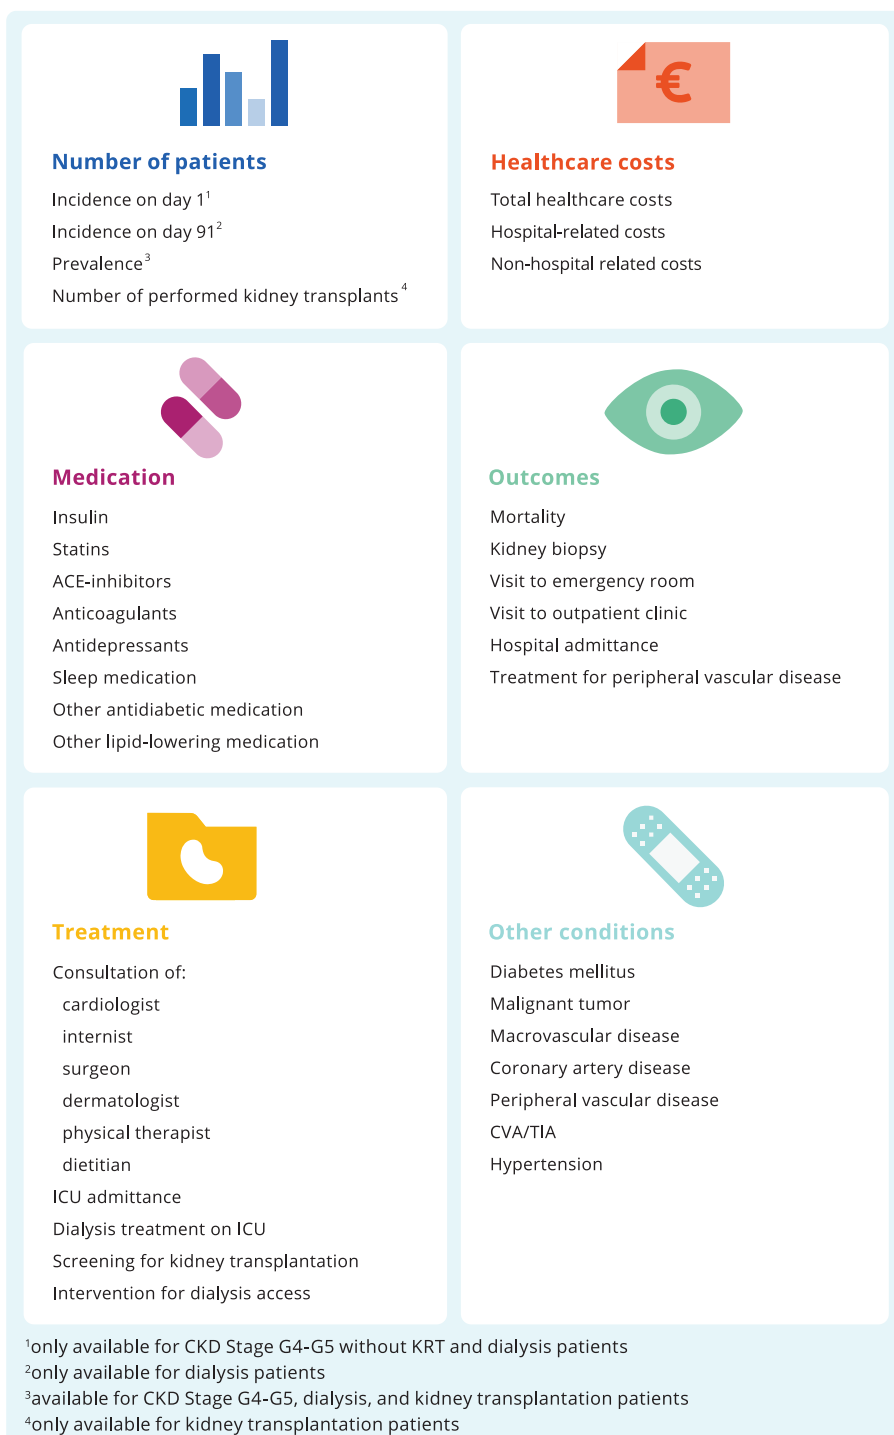 Number of patients
Incidence on day 1¹
Incidence on day 91²
Prevalence³
Number of performed kidney transplants⁴
€
Healthcare costs
Total healthcare costs
Hospital-related costs
Non-hospital related costs
Medication
Insulin
Statins
ACE-inhibitors
Anticoagulants
Antidepressants
Sleep medication
Other antidiabetic medication
Other lipid-lowering medication
Outcomes
Mortality
Kidney biopsy
Visit to emergency room
Visit to outpatient clinic
Hospital admittance
Treatment for peripheral vascular disease
Treatment
Consultation of:
cardiologist
internist
surgeon
dermatologist
physical therapist
dietitian
ICU admittance
Dialysis treatment on ICU
Screening for kidney transplantation
Intervention for dialysis access
Other conditions
Diabetes mellitus
Malignant tumor
Macrovascular disease
Coronary artery disease
Peripheral vascular disease
CVA/TIA
Hypertension
¹only available for CKD Stage G4-G5 without KRT and dialysis patients
²only available for dialysis patients
³available for CKD Stage G4-G5, dialysis, and kidney transplantation patients
⁴only available for kidney transplantation patients